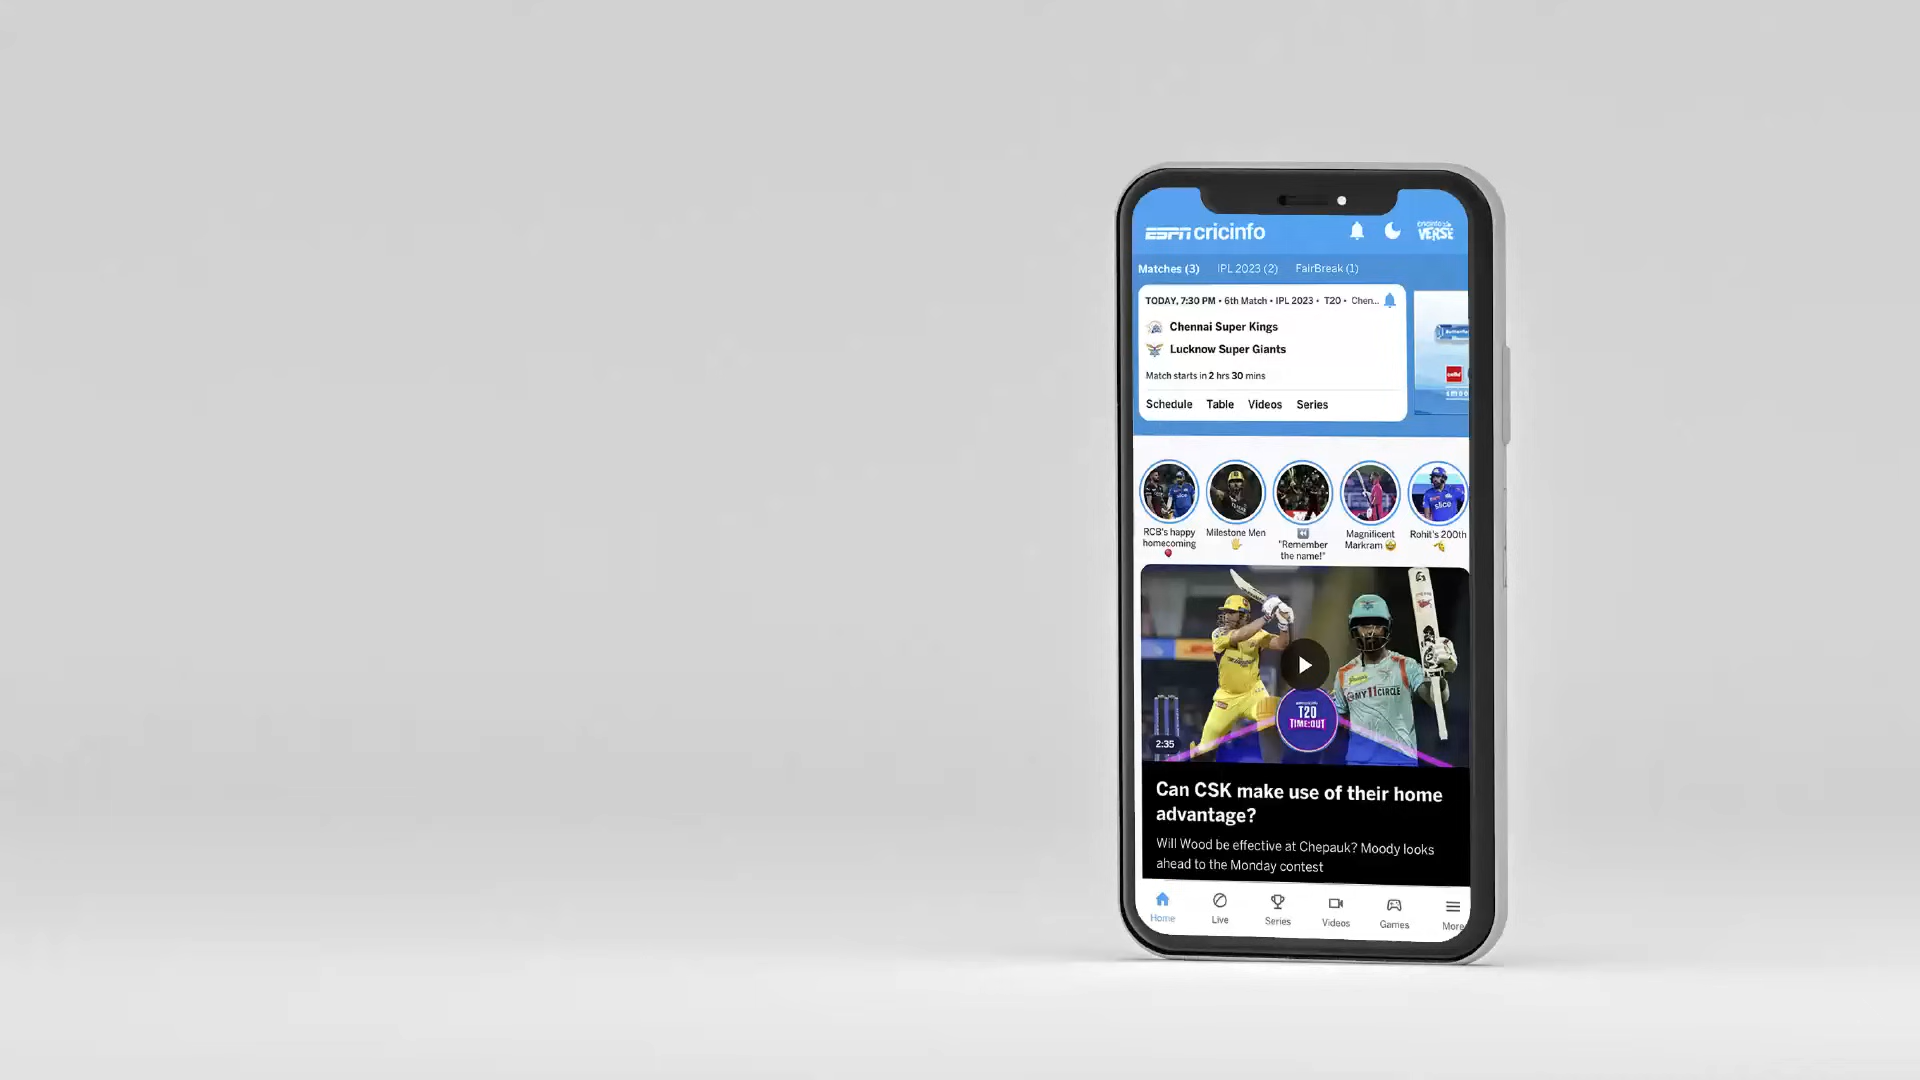 ESPN cricinfo
cricinfo VERSE
Matches (3) IPL 2023 (2) FairBreak (1)
TODAY, 7:30 PM • 6th Match • IPL 2023 • T20 • Chen...
Chennai Super Kings
Lucknow Super Giants
Match starts in 2 hrs 30 mins
Schedule Table Videos Series
slice
slice
RCB's happy
homecoming
Milestone Men
"Remember
the name!"
Magnificent
Markram
Rohit's 200th
MY11CIRCLE
T20
TIME:OUT
2:35
Can CSK make use of their home
advantage?
Will Wood be effective at Chepauk? Moody looks
ahead to the Monday contest
Home Live Series Videos Games More